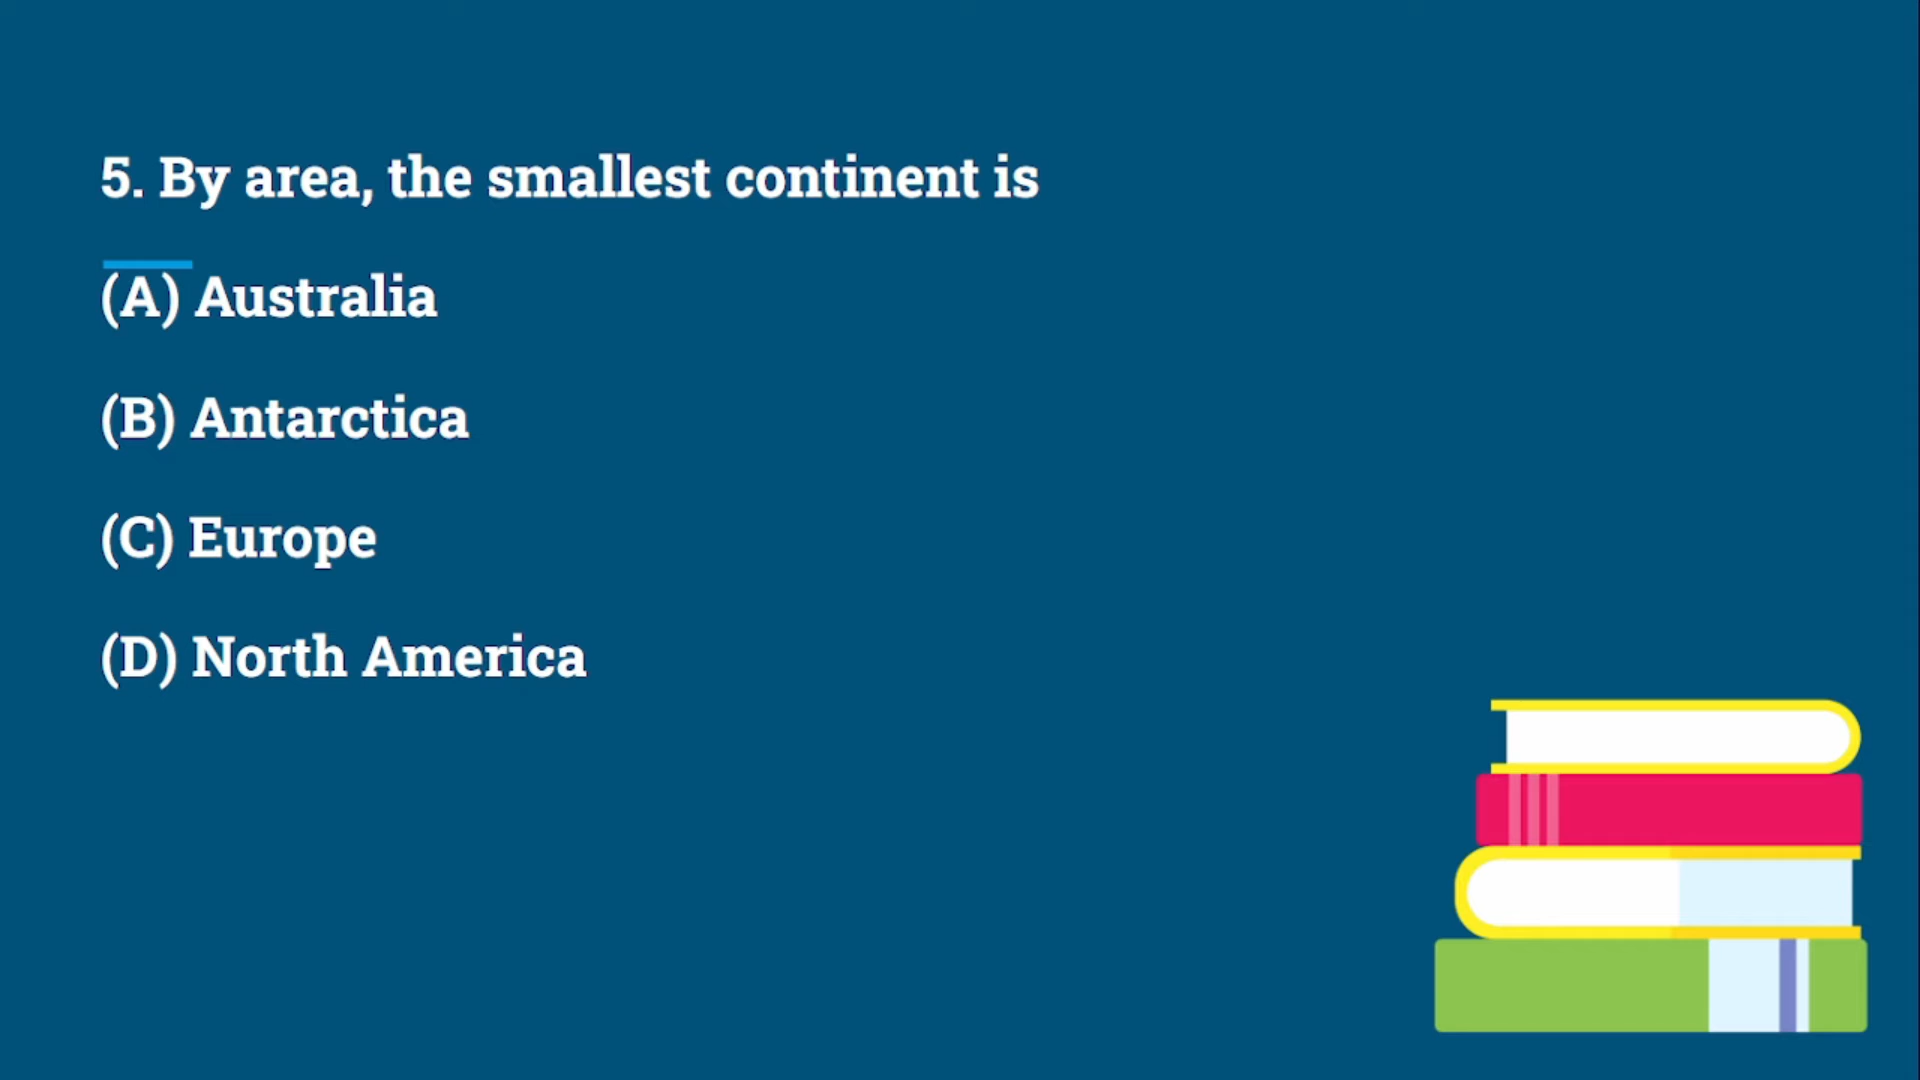 5. By area, the smallest continent is
(A) Australia
(B) Antarctica
(C) Europe
(D) North America